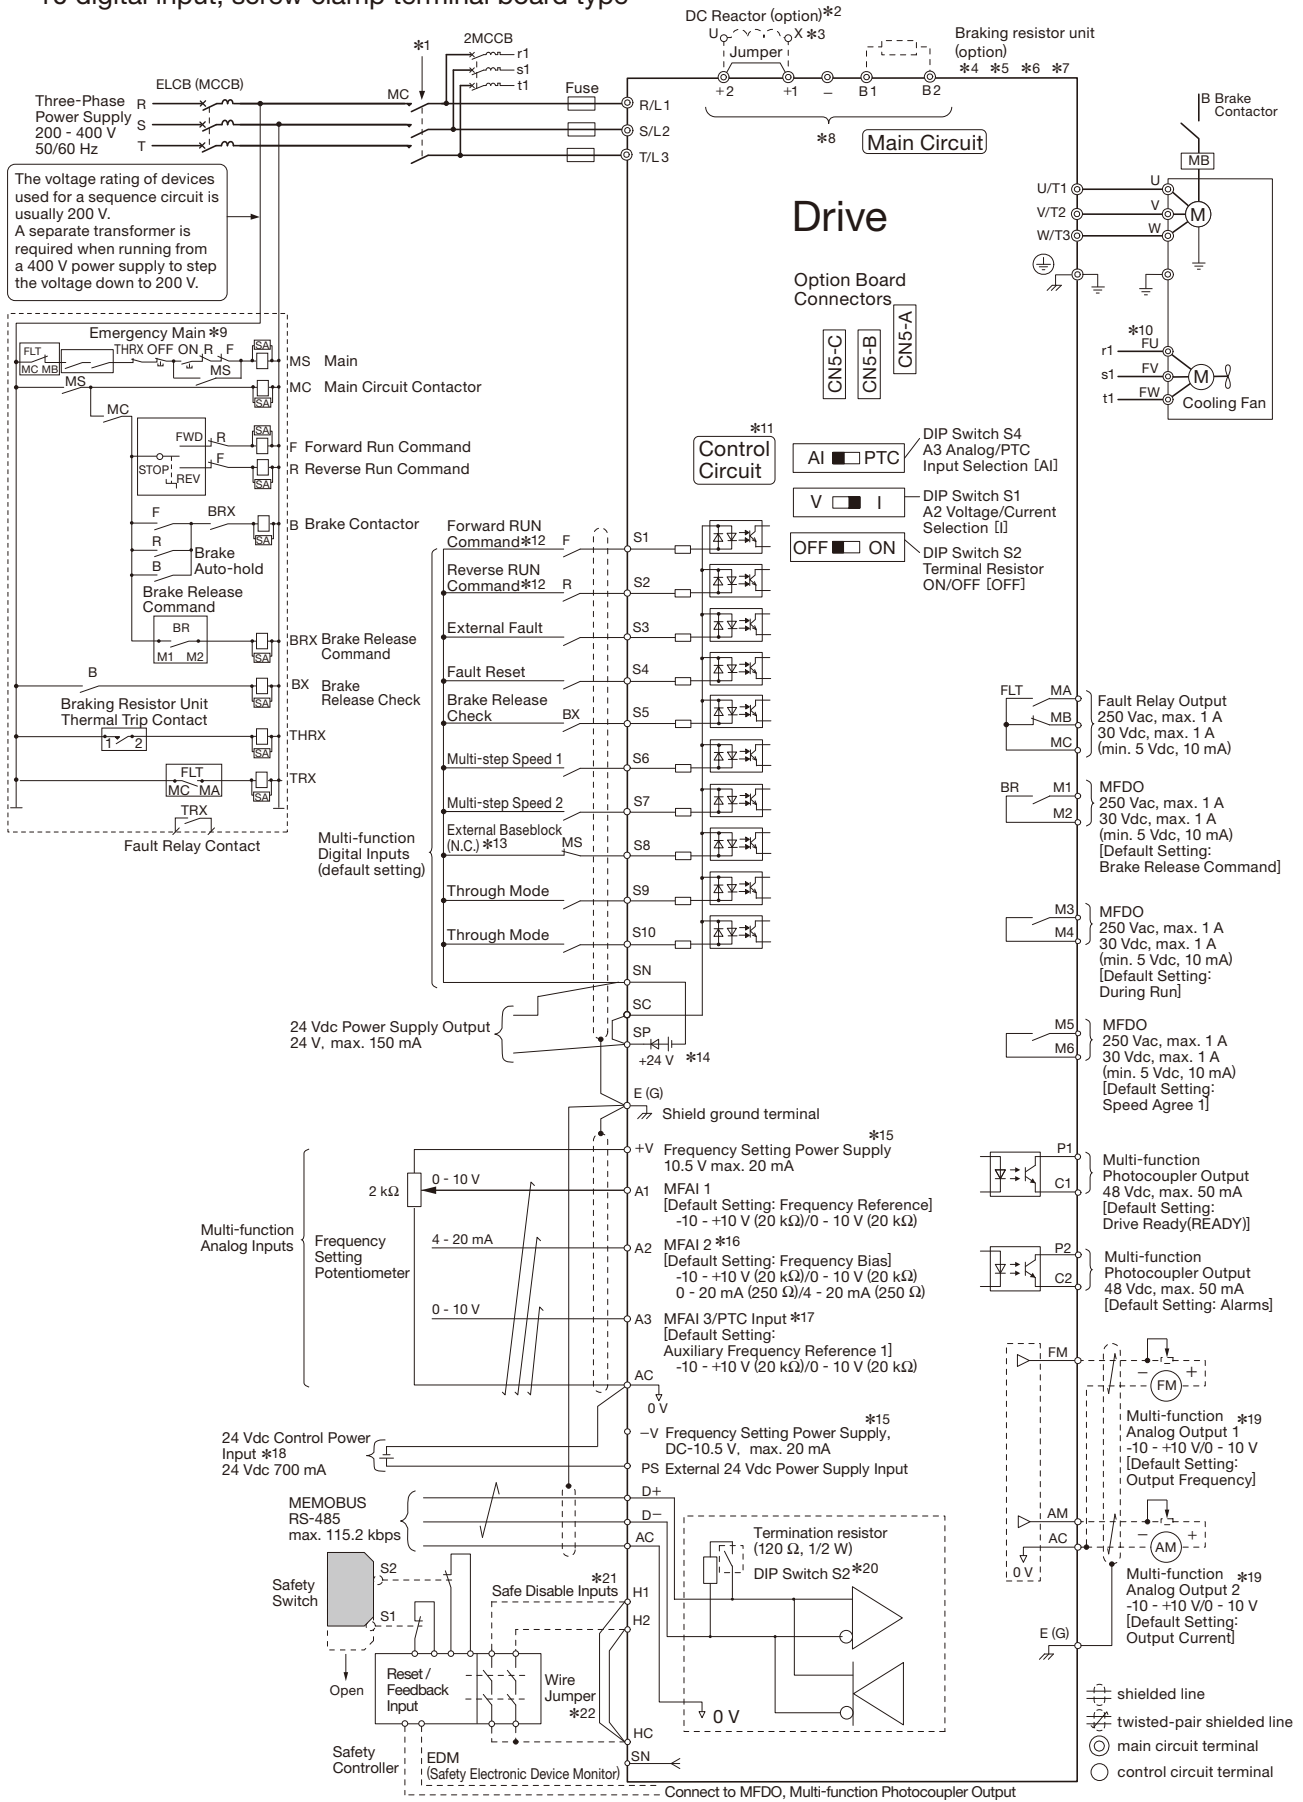 10 digital input, screw clamp terminal board type
DC Reactor (option)*2
U X *3
Jumper
Braking resistor unit
(option)
*4 *5 *6 *7
+2 +1 − B1 B2
*8
Main Circuit
*1
2MCCB
r1
s1
t1
ELCB (MCCB)
MC
Fuse
Three-Phase
Power Supply
200 - 400 V
50/60 Hz
R
S
T
R/L1
S/L2
T/L3
The voltage rating of devices
used for a sequence circuit is
usually 200 V.
A separate transformer is
required when running from
a 400 V power supply to step
the voltage down to 200 V.
B Brake
Contactor
MB
U/T1 U
V/T2 V
W/T3 W
M
Drive
Option Board
Connectors
CN5-C
CN5-B
CN5-A
*10
r1 FU
s1 FV
t1 FW
M
Cooling Fan
Emergency Main *9
FLT
MC MB
THRX OFF ON R F
MS
SA
MS Main
MS
MC Main Circuit Contactor
SA
MC
SA
FWD R
F Forward Run Command
STOP
F
REV
R Reverse Run Command
SA
F BRX
B Brake Contactor
SA
R
Brake
Auto-hold
B
Brake Release
Command
BR
M1 M2
BRX Brake Release
Command
SA
B
BX Brake
Release Check
SA
Braking Resistor Unit
Thermal Trip Contact
1 2
THRX
SA
FLT
MC MA
TRX
SA
TRX
Fault Relay Contact
*11
Control
Circuit
AI PTC
DIP Switch S4
A3 Analog/PTC
Input Selection [AI]
V I
DIP Switch S1
A2 Voltage/Current
Selection [I]
OFF ON
DIP Switch S2
Terminal Resistor
ON/OFF [OFF]
Forward RUN
Command*12 F S1
Reverse RUN
Command*12 R S2
External Fault S3
Fault Reset S4
Brake Release
Check BX S5
Multi-step Speed 1 S6
Multi-step Speed 2 S7
External Baseblock
(N.C.) *13 MS S8
Through Mode S9
Through Mode S10
Multi-function
Digital Inputs
(default setting)
SN
SC
SP
+24 V *14
24 Vdc Power Supply Output
24 V, max. 150 mA
E (G)
Shield ground terminal
FLT MA
MB
MC
Fault Relay Output
250 Vac, max. 1 A
30 Vdc, max. 1 A
(min. 5 Vdc, 10 mA)
BR M1
M2
MFDO
250 Vac, max. 1 A
30 Vdc, max. 1 A
(min. 5 Vdc, 10 mA)
[Default Setting:
Brake Release Command]
M3
M4
MFDO
250 Vac, max. 1 A
30 Vdc, max. 1 A
(min. 5 Vdc, 10 mA)
[Default Setting:
During Run]
M5
M6
MFDO
250 Vac, max. 1 A
30 Vdc, max. 1 A
(min. 5 Vdc, 10 mA)
[Default Setting:
Speed Agree 1]
P1
C1
Multi-function
Photocoupler Output
48 Vdc, max. 50 mA
[Default Setting:
Drive Ready(READY)]
P2
C2
Multi-function
Photocoupler Output
48 Vdc, max. 50 mA
[Default Setting: Alarms]
Multi-function
Analog Inputs
Frequency
Setting
Potentiometer
2 kΩ
0 - 10 V
4 - 20 mA
0 - 10 V
*15
+V Frequency Setting Power Supply
10.5 V max. 20 mA
A1 MFAI 1
[Default Setting: Frequency Reference]
-10 - +10 V (20 kΩ)/0 - 10 V (20 kΩ)
A2 MFAI 2 *16
[Default Setting: Frequency Bias]
-10 - +10 V (20 kΩ)/0 - 10 V (20 kΩ)
0 - 20 mA (250 Ω)/4 - 20 mA (250 Ω)
A3 MFAI 3/PTC Input *17
[Default Setting:
Auxiliary Frequency Reference 1]
-10 - +10 V (20 kΩ)/0 - 10 V (20 kΩ)
AC
0 V
*15
−V Frequency Setting Power Supply,
DC-10.5 V, max. 20 mA
PS External 24 Vdc Power Supply Input
24 Vdc Control Power
Input *18
24 Vdc 700 mA
FM
− +
FM
Multi-function *19
Analog Output 1
-10 - +10 V/0 - 10 V
[Default Setting:
Output Frequency]
AM
AC
− +
AM
0 V
Multi-function *19
Analog Output 2
-10 - +10 V/0 - 10 V
[Default Setting:
Output Current]
E (G)
MEMOBUS
RS-485
max. 115.2 kbps
D+
D−
AC
Termination resistor
(120 Ω, 1/2 W)
DIP Switch S2*20
0 V
Safety
Switch
S2
S1
Open
*21
Safe Disable Inputs
H1
H2
Reset /
Feedback
Input
Wire
Jumper
*22
HC
SN
Safety
Controller
EDM
(Safety Electronic Device Monitor)
Connect to MFDO, Multi-function Photocoupler Output
shielded line
twisted-pair shielded line
main circuit terminal
control circuit terminal